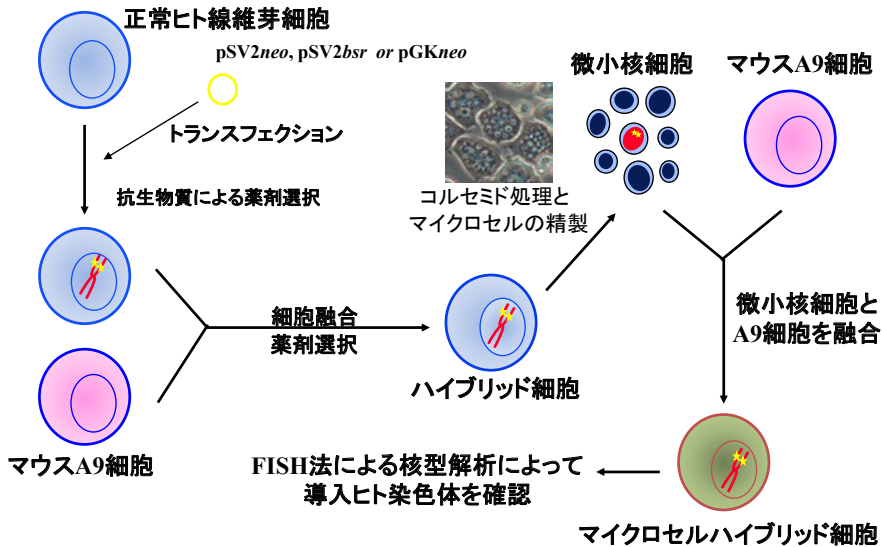 正常ヒト線維芽細胞
pSV2neo, pSV2bsr or pGKneo
トランスフェクション
抗生物質による薬剤選択
マウスA9細胞
細胞融合
薬剤選択
ハイブリッド細胞
コルセミド処理と
マイクロセルの精製
微小核細胞
マウスA9細胞
微小核細胞と
A9細胞を融合
マイクロセルハイブリッド細胞
FISH法による核型解析によって
導入ヒト染色体を確認